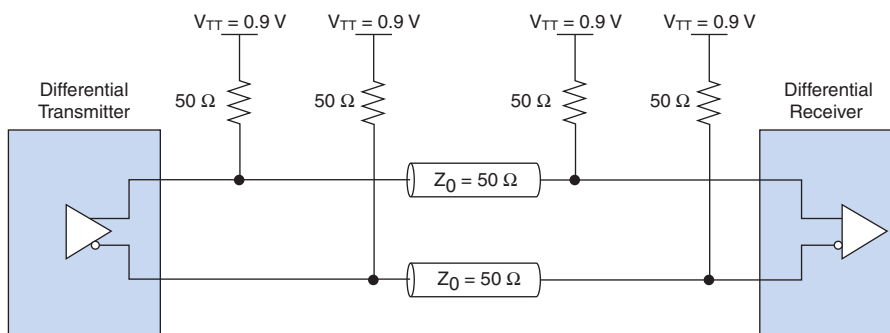 V_TT = 0.9 V V_TT = 0.9 V V_TT = 0.9 V V_TT = 0.9 V
Differential
Transmitter
Differential
Receiver
50 Ω 50 Ω 50 Ω 50 Ω
Z_0 = 50 Ω
Z_0 = 50 Ω